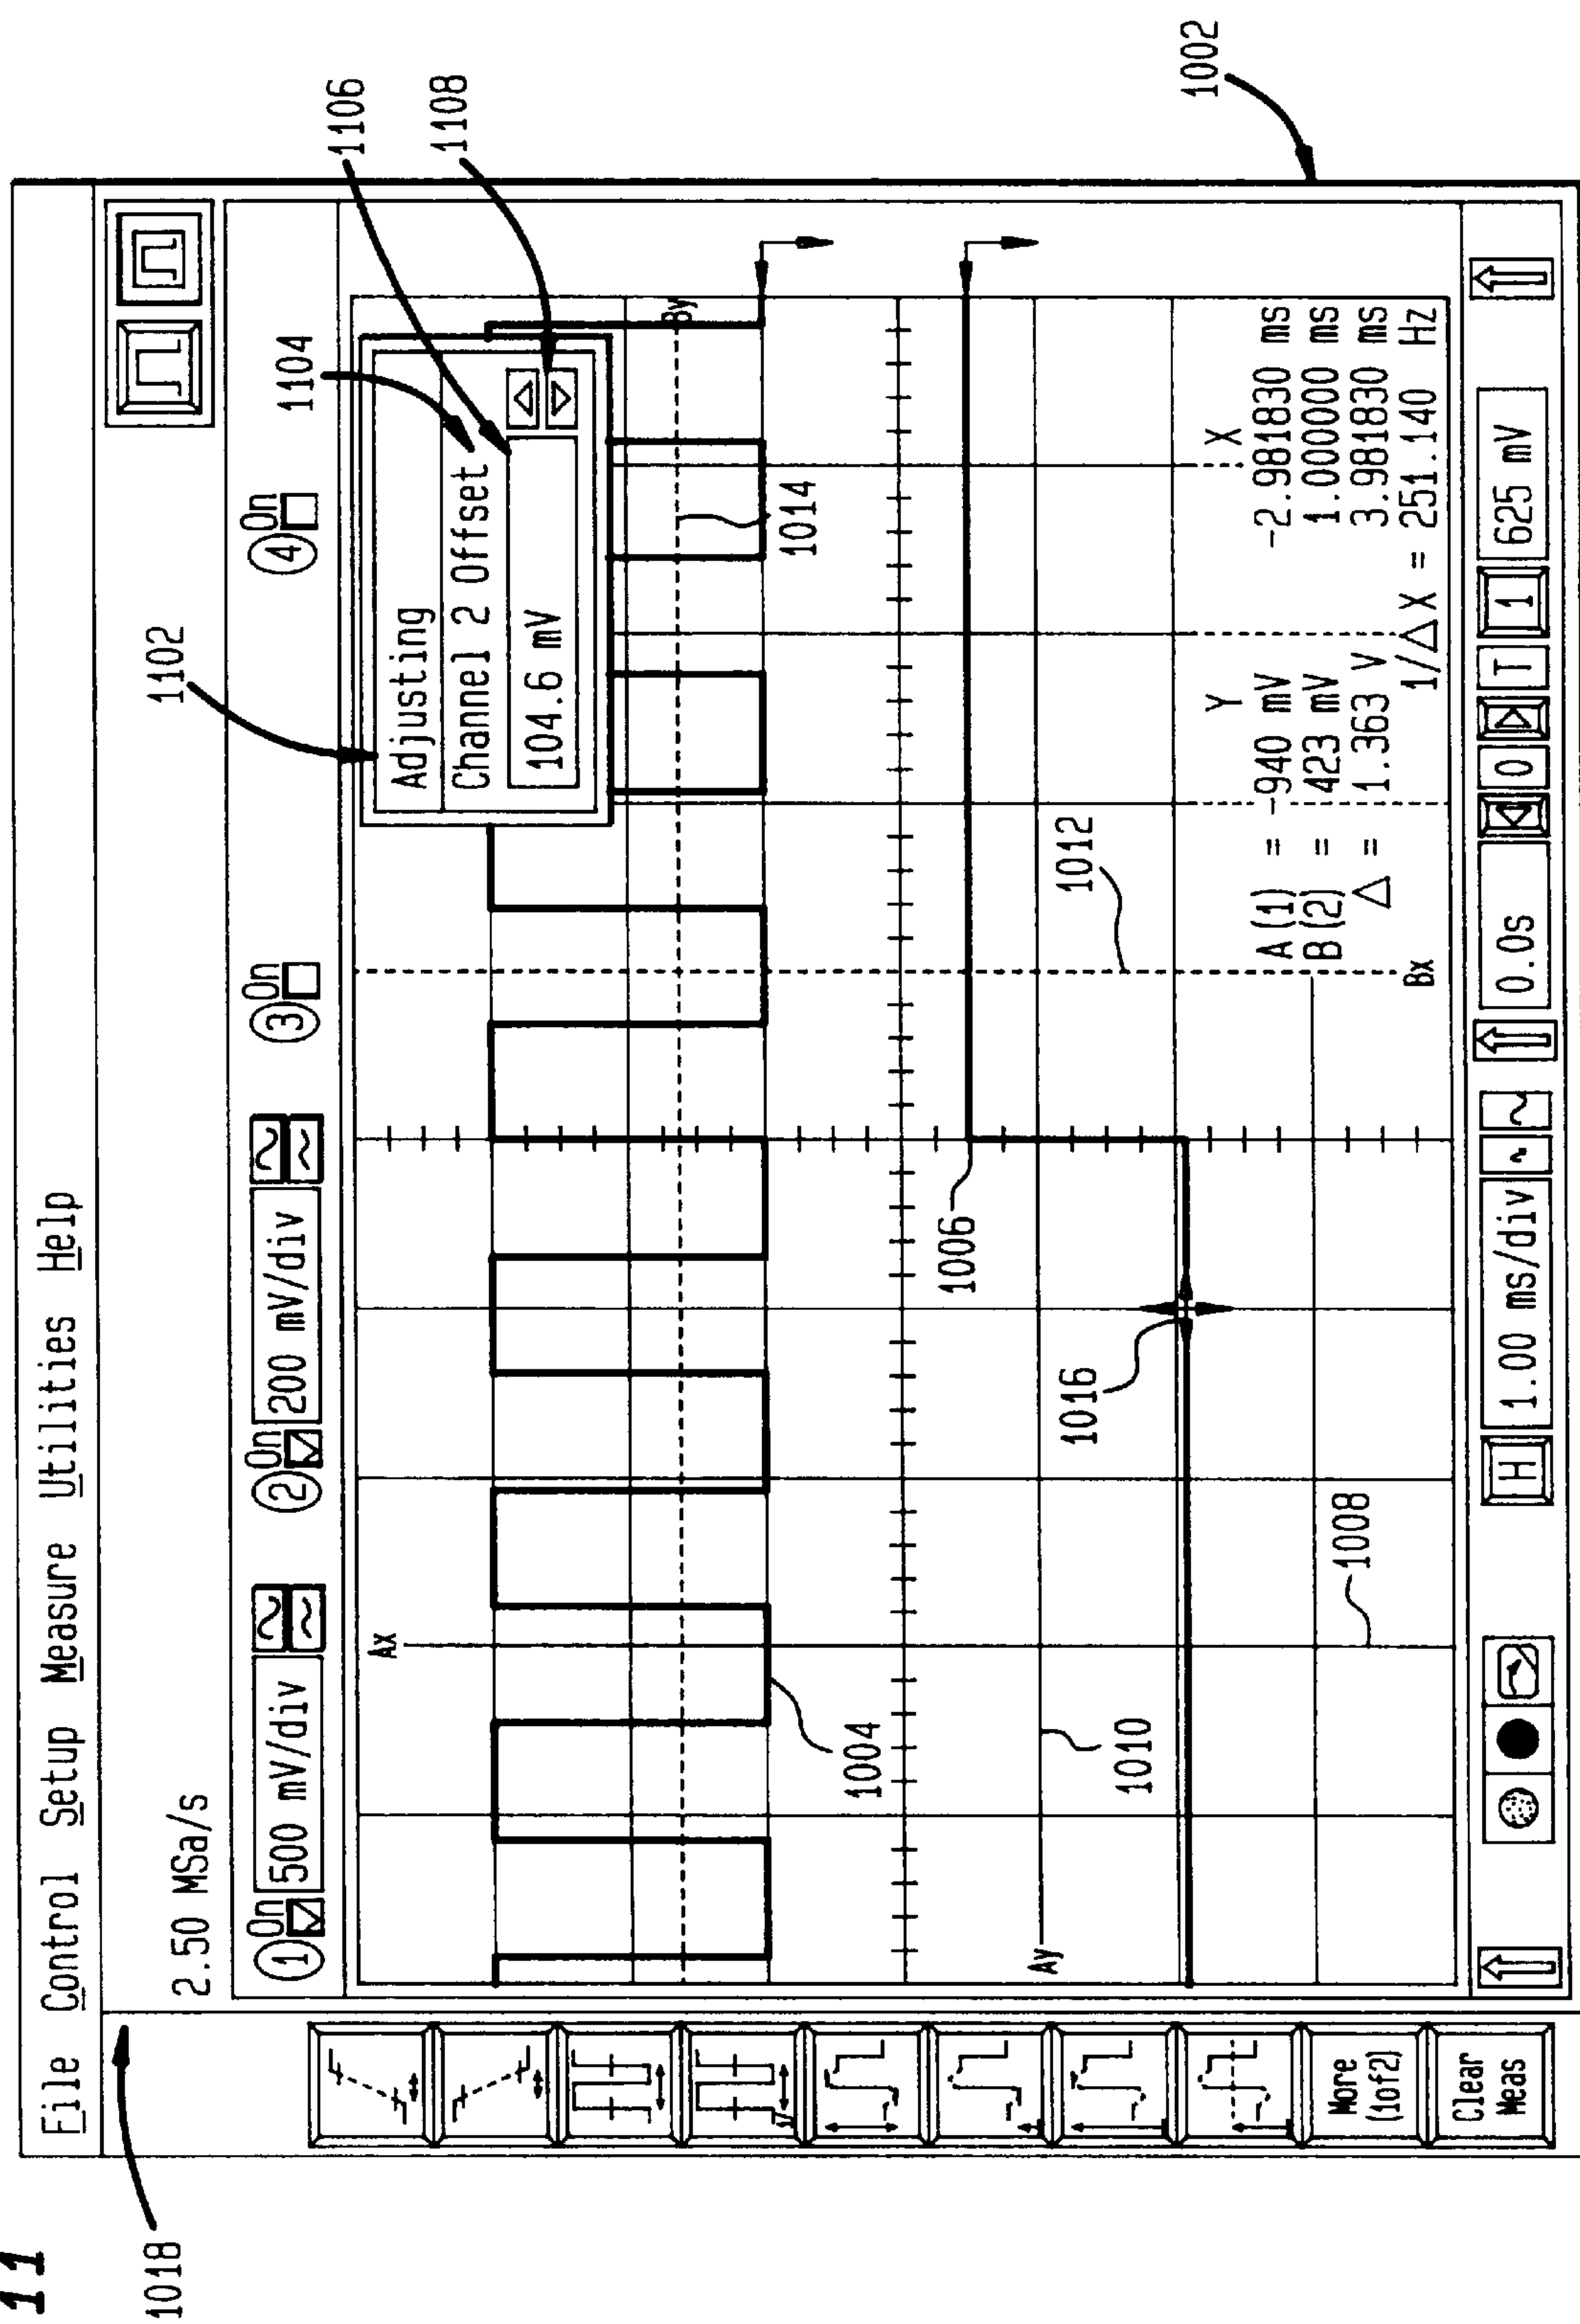 11
1018
File Control Setup Measure Utilities Help
2.50 MSa/s
1 On 500 mV/div
2 On 200 mV/div
3 On
4 On
1102
1104
1106
1108
Adjusting
Channel 2 Offset
104.6 mV
Ax
By
1014
1004
1006
1002
1010
Ay
1016
1012
1008
Bx
Y X
A (1) = -940 mV -2.981830 ms
B (2) = 423 mV 1.000000 ms
△ = 1.363 V 3.981830 ms
1/△X = 251.140 Hz
More
(1of2)
Clear
Meas
H 1.00 ms/div
0.0s
0
T
1
625 mV